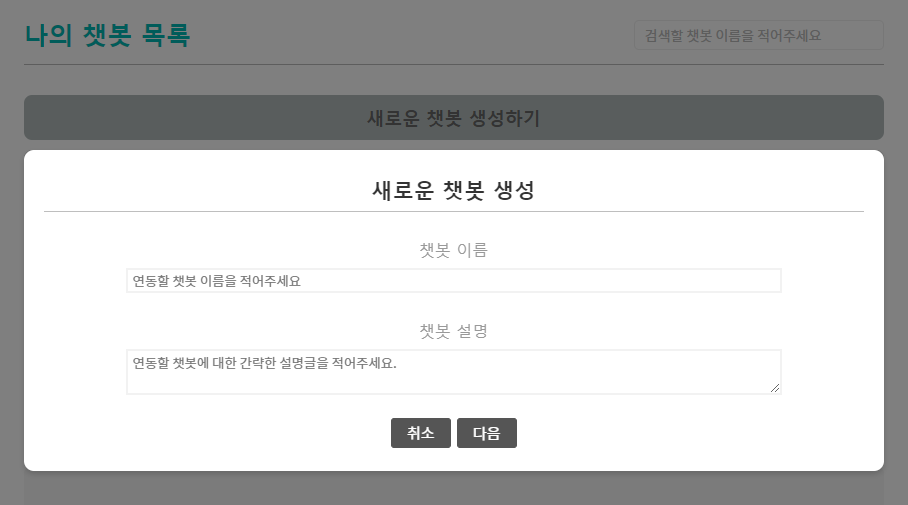 나의 챗봇 목록
검색할 챗봇 이름을 적어주세요
새로운 챗봇 생성하기
새로운 챗봇 생성
챗봇 이름
연동할 챗봇 이름을 적어주세요
챗봇 설명
연동할 챗봇에 대한 간략한 설명글을 적어주세요.
취소 다음